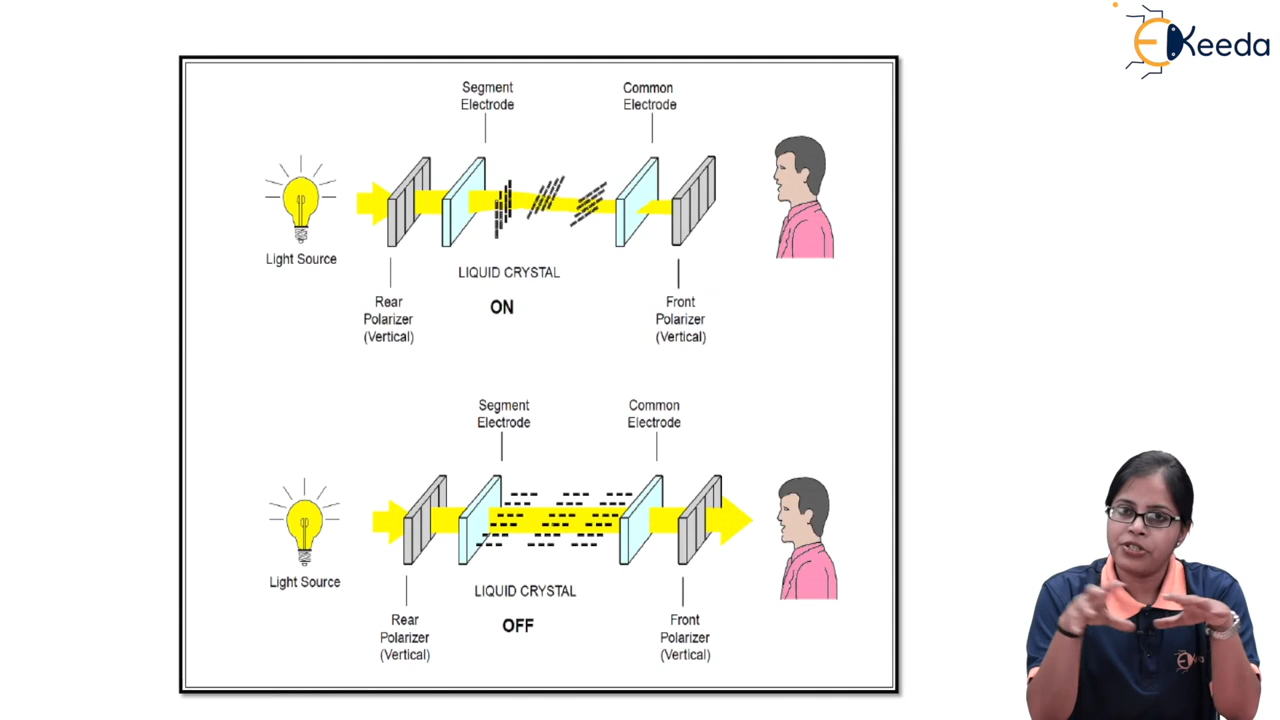 EKeeda
Segment
Electrode
Common
Electrode
Light Source
LIQUID CRYSTAL
ON
Rear
Polarizer
(Vertical)
Front
Polarizer
(Vertical)
Segment
Electrode
Common
Electrode
Light Source
LIQUID CRYSTAL
OFF
Rear
Polarizer
(Vertical)
Front
Polarizer
(Vertical)